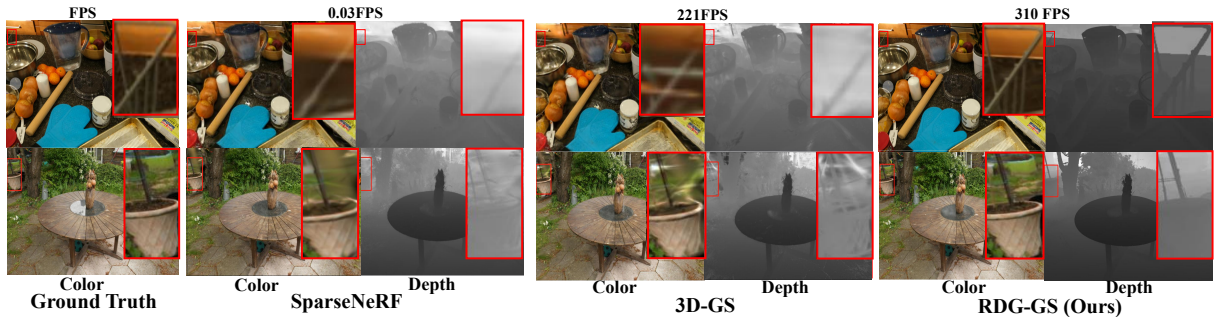 FPS 0.03FPS 221FPS 310 FPS
Color Color Depth Color Depth Color Depth
Ground Truth SparseNeRF 3D-GS RDG-GS (Ours)